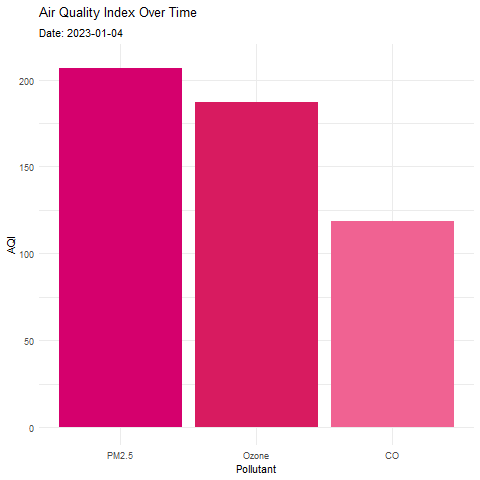 Air Quality Index Over Time
Date: 2023-01-04
200
150
100
50
0
AQI
PM2.5 Ozone CO
Pollutant